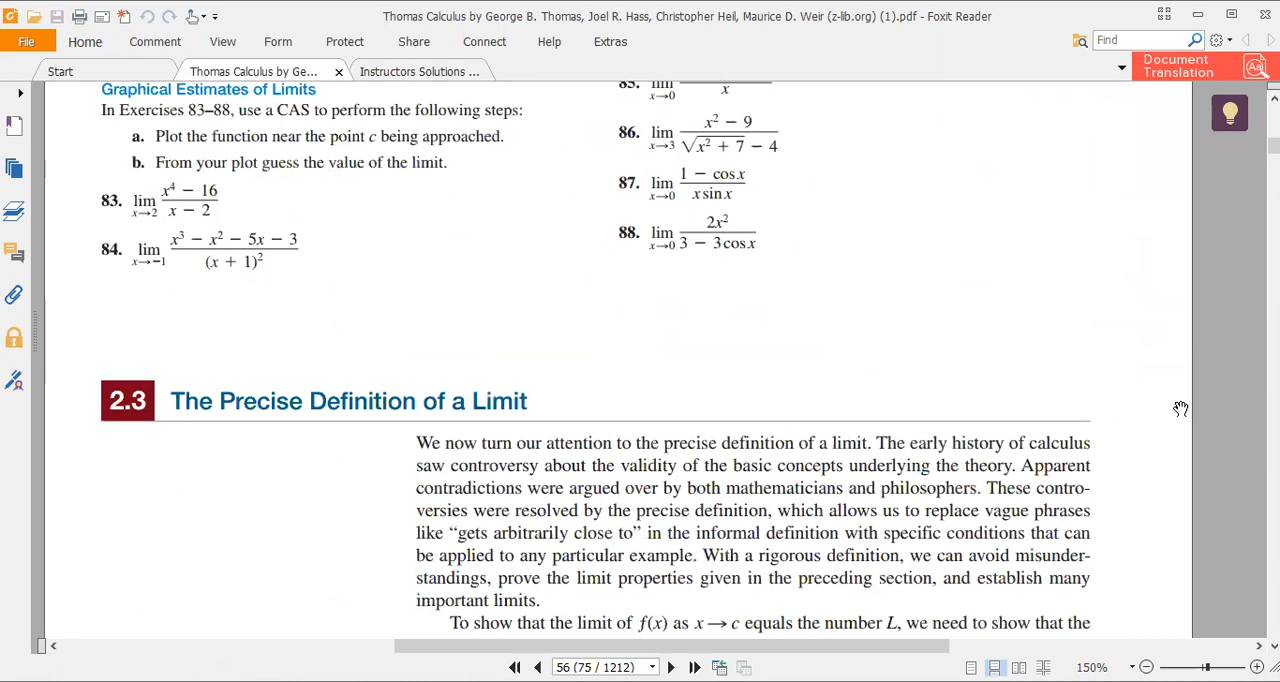 Thomas Calculus by George B. Thomas, Joel R. Hass, Christopher Heil, Maurice D. Weir (z-lib.org) (1).pdf - Foxit Reader
File Home Comment View Form Protect Share Connect Help Extras Find
Start Thomas Calculus by Ge... Instructors Solutions ... Document Translation
Graphical Estimates of Limits
In Exercises 83–88, use a CAS to perform the following steps:
a. Plot the function near the point c being approached.
b. From your plot guess the value of the limit.
83. lim x→2 (x⁴ − 16)/(x − 2)
84. lim x→−1 (x³ − x² − 5x − 3)/(x + 1)²
x→0 x
86. lim x→3 (x² − 9)/(√(x² + 7) − 4)
87. lim x→0 (1 − cos x)/(x sin x)
88. lim x→0 2x²/(3 − 3 cos x)
2.3 The Precise Definition of a Limit
We now turn our attention to the precise definition of a limit. The early history of calculus
saw controversy about the validity of the basic concepts underlying the theory. Apparent
contradictions were argued over by both mathematicians and philosophers. These contro-
versies were resolved by the precise definition, which allows us to replace vague phrases
like “gets arbitrarily close to” in the informal definition with specific conditions that can
be applied to any particular example. With a rigorous definition, we can avoid misunder-
standings, prove the limit properties given in the preceding section, and establish many
important limits.
To show that the limit of f(x) as x→c equals the number L, we need to show that the
56 (75 / 1212) 150%